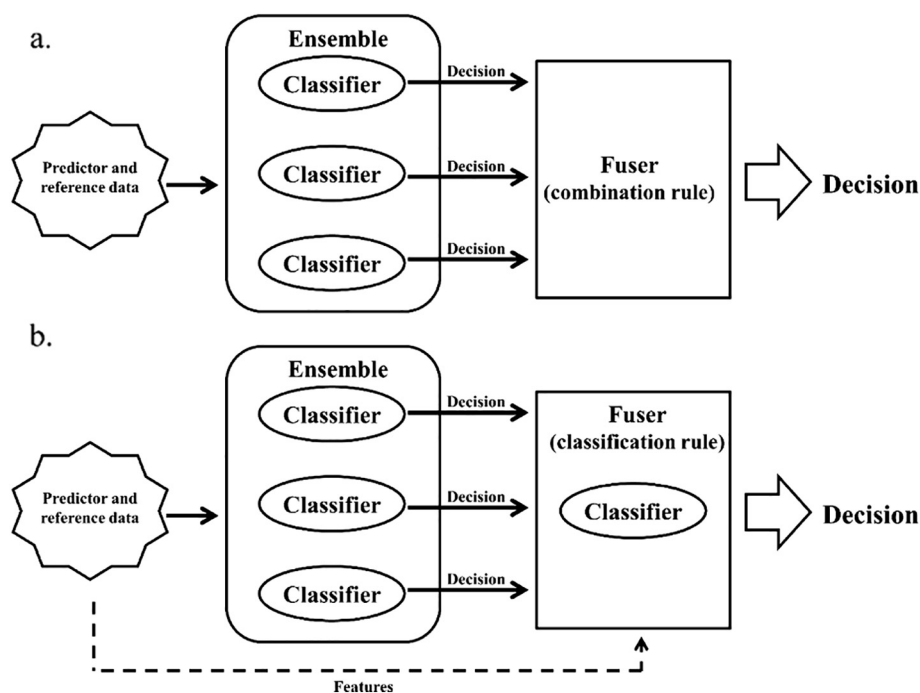 a.
Ensemble
Classifier
Decision
Predictor and
reference data
Classifier
Decision
Fuser
(combination rule)
Decision
Classifier
Decision
b.
Ensemble
Classifier
Decision
Fuser
(classification rule)
Predictor and
reference data
Classifier
Decision
Classifier
Decision
Classifier
Decision
Features